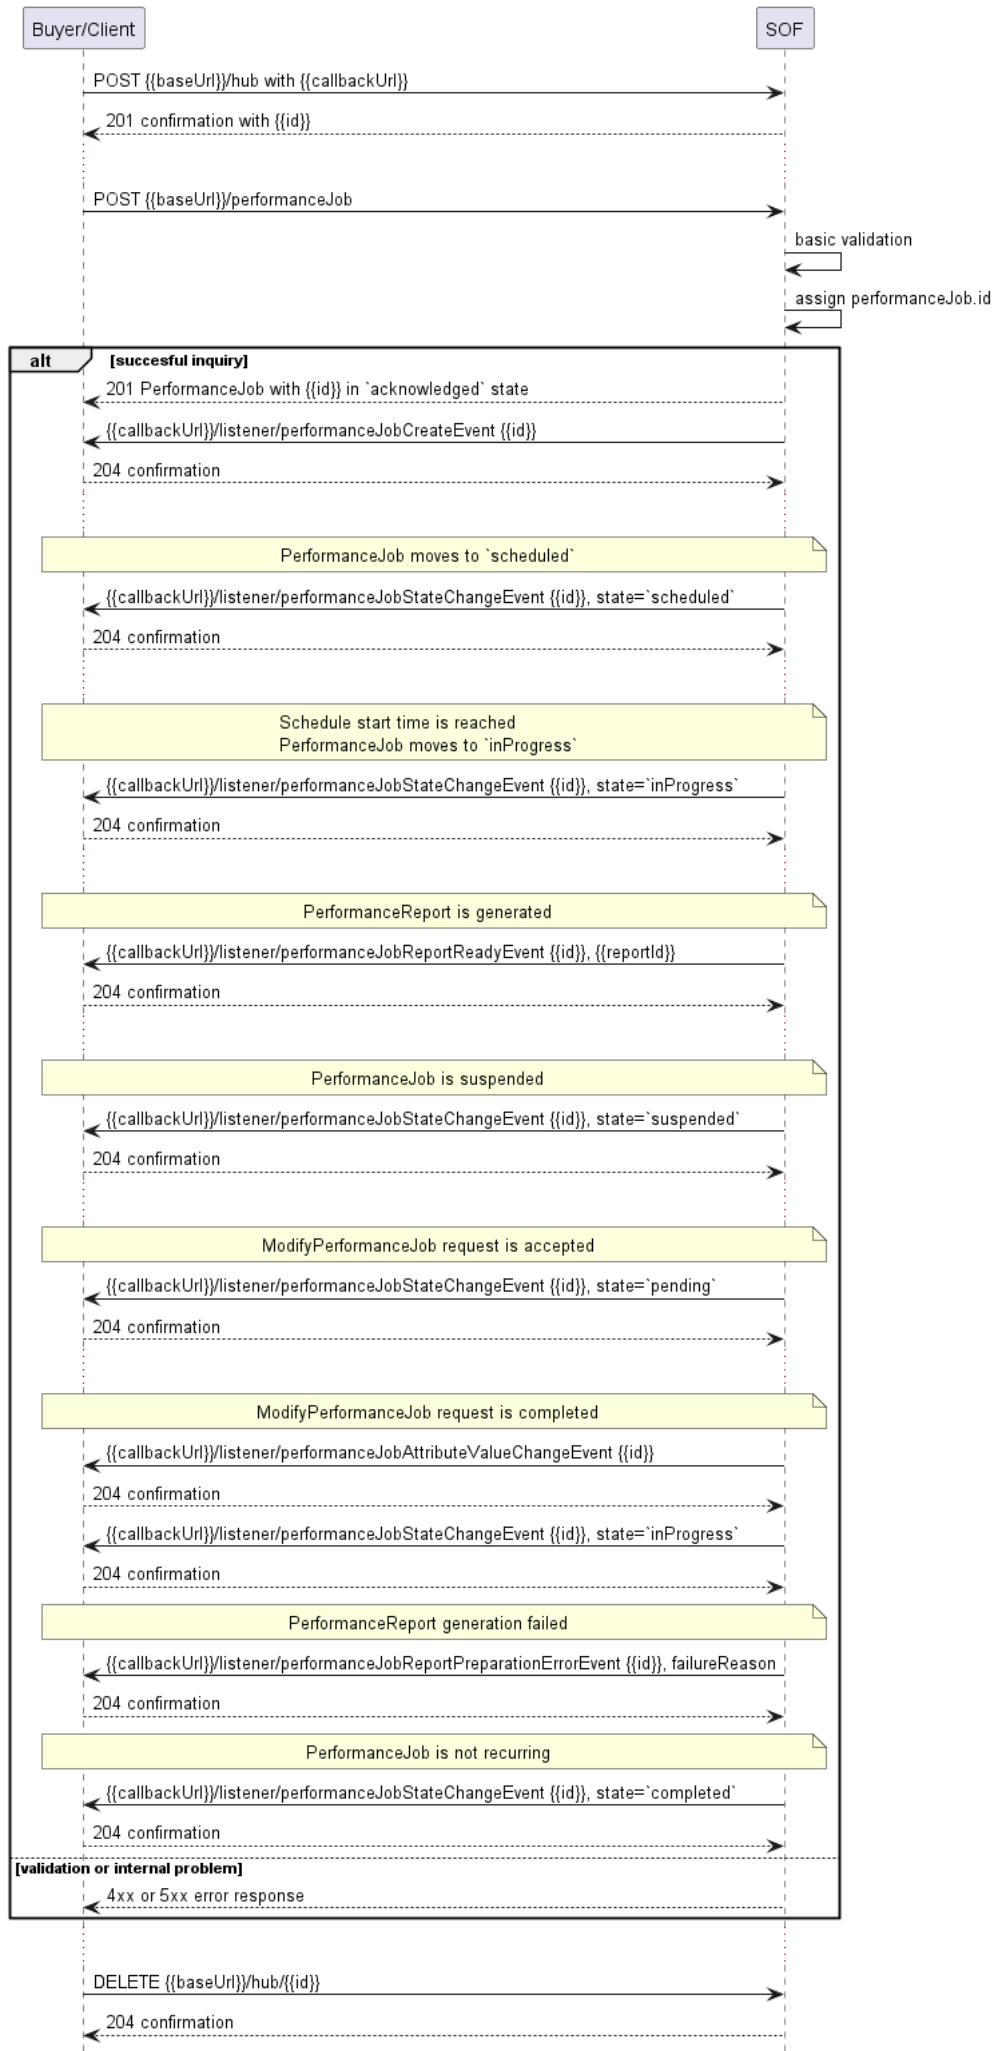 Buyer/Client
SOF
POST {{baseUrl}}/hub with {{callbackUrl}}
201 confirmation with {{id}}
POST {{baseUrl}}/performanceJob
basic validation
assign performanceJob.id
alt
[succesful inquiry]
201 PerformanceJob with {{id}} in `acknowledged` state
{{callbackUrl}}/listener/performanceJobCreateEvent {{id}}
204 confirmation
PerformanceJob moves to `scheduled`
{{callbackUrl}}/listener/performanceJobStateChangeEvent {{id}}, state=`scheduled`
204 confirmation
Schedule start time is reached
PerformanceJob moves to `inProgress`
{{callbackUrl}}/listener/performanceJobStateChangeEvent {{id}}, state=`inProgress`
204 confirmation
PerformanceReport is generated
{{callbackUrl}}/listener/performanceJobReportReadyEvent {{id}}, {{reportId}}
204 confirmation
PerformanceJob is suspended
{{callbackUrl}}/listener/performanceJobStateChangeEvent {{id}}, state=`suspended`
204 confirmation
ModifyPerformanceJob request is accepted
{{callbackUrl}}/listener/performanceJobStateChangeEvent {{id}}, state=`pending`
204 confirmation
ModifyPerformanceJob request is completed
{{callbackUrl}}/listener/performanceJobAttributeValueChangeEvent {{id}}
204 confirmation
{{callbackUrl}}/listener/performanceJobStateChangeEvent {{id}}, state=`inProgress`
204 confirmation
PerformanceReport generation failed
{{callbackUrl}}/listener/performanceJobReportPreparationErrorEvent {{id}}, failureReason
204 confirmation
PerformanceJob is not recurring
{{callbackUrl}}/listener/performanceJobStateChangeEvent {{id}}, state=`completed`
204 confirmation
[validation or internal problem]
4xx or 5xx error response
DELETE {{baseUrl}}/hub/{{id}}
204 confirmation